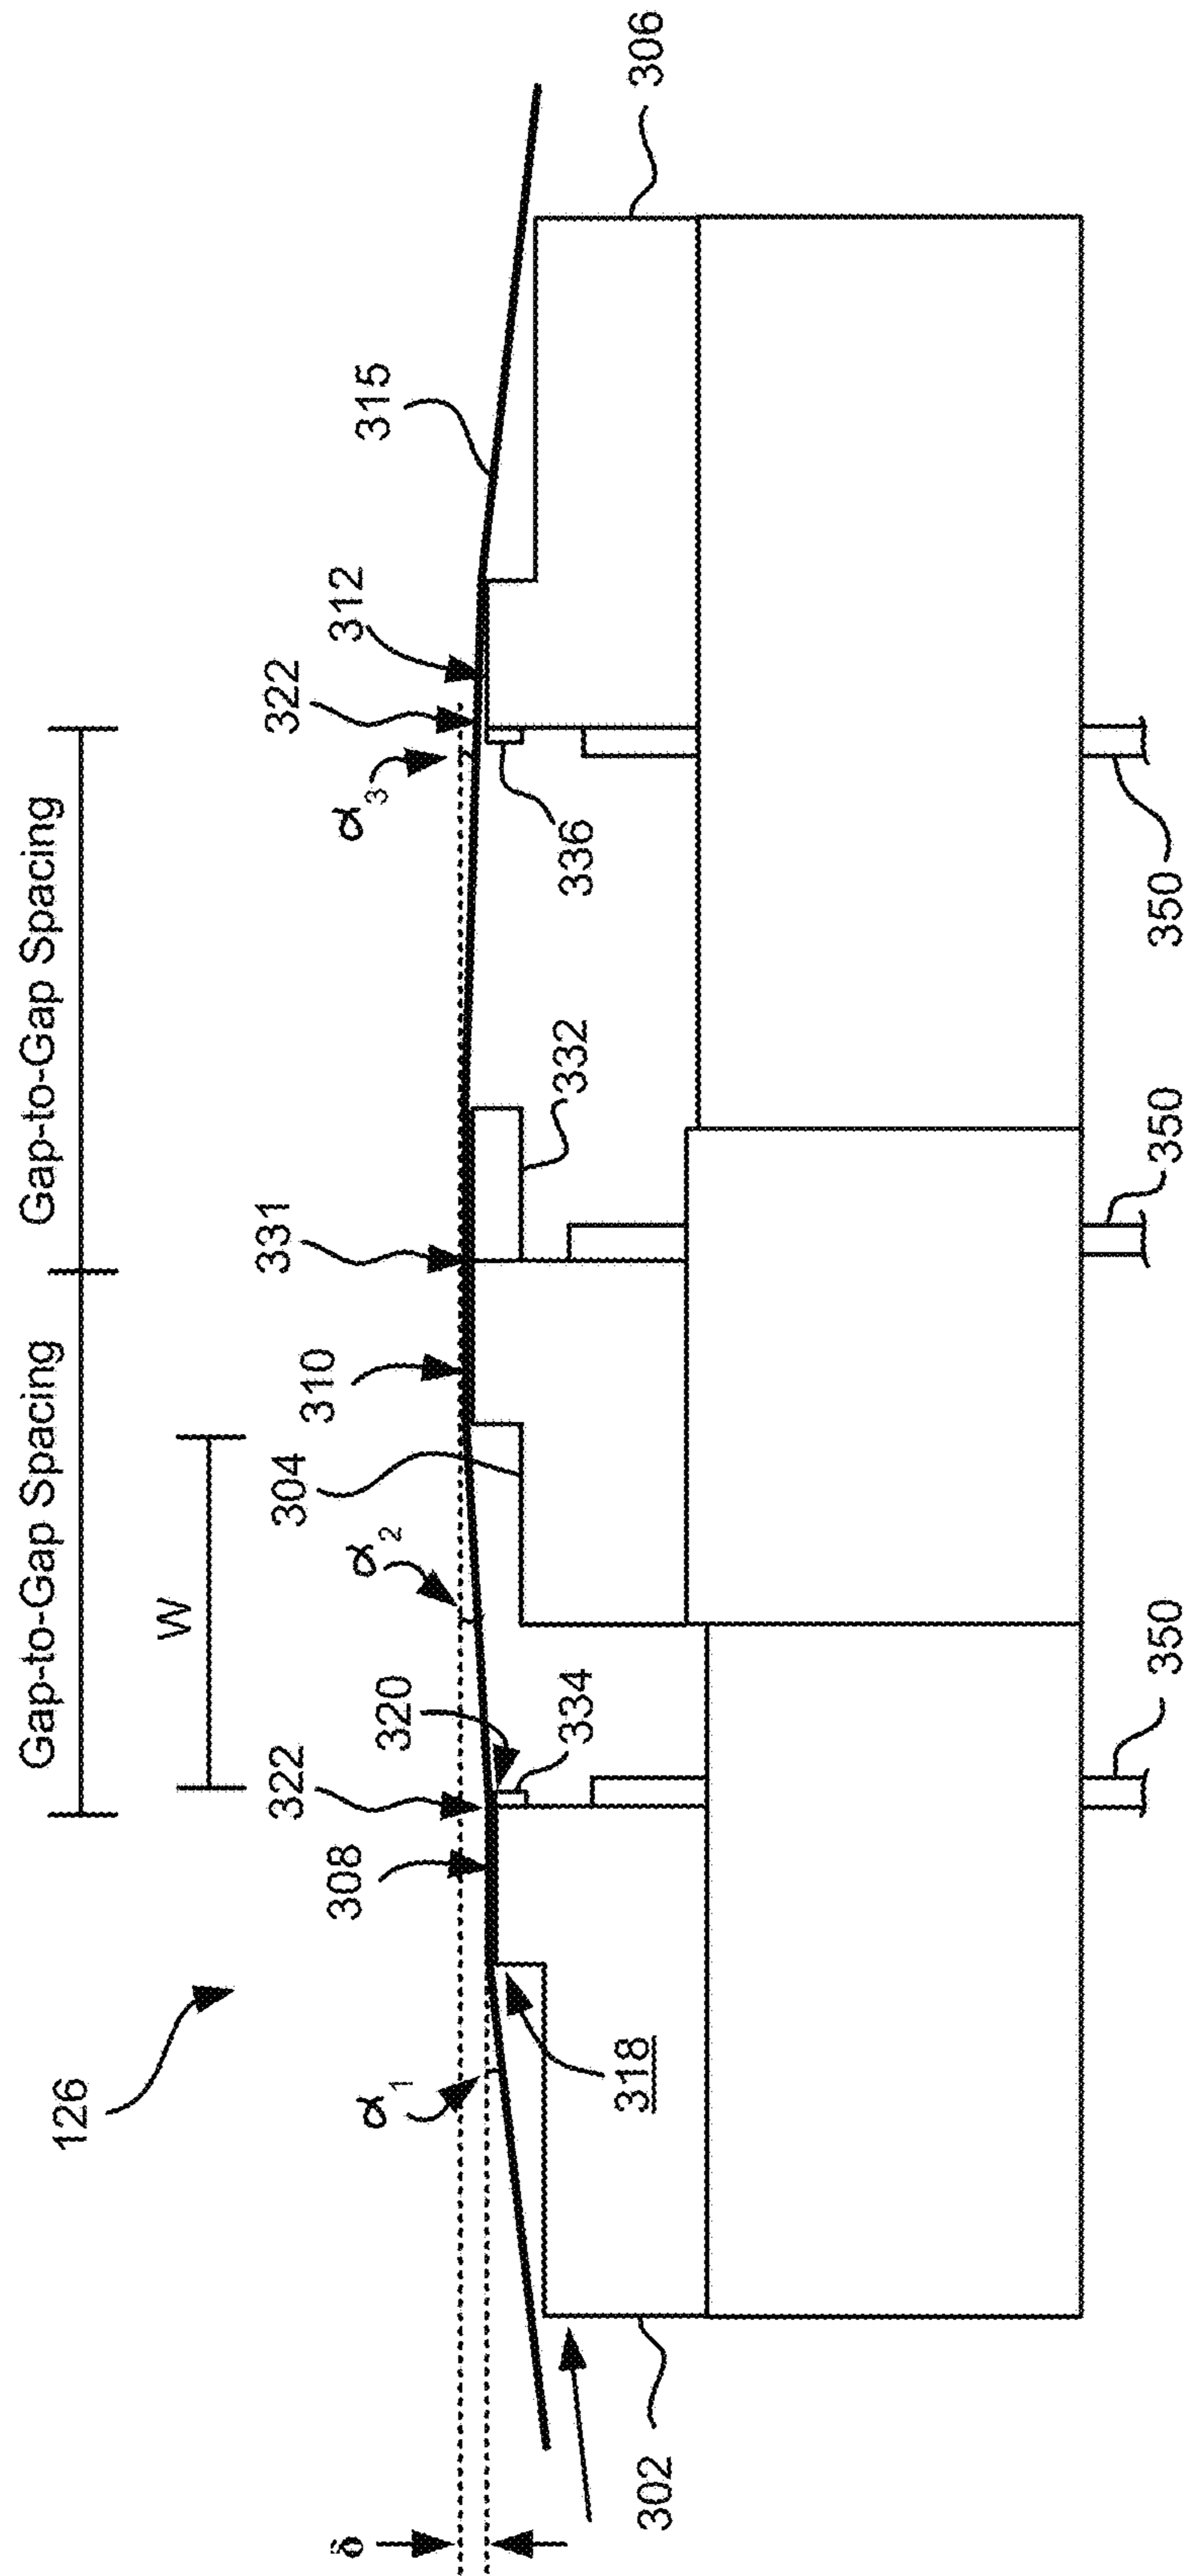 Gap-to-Gap Spacing
Gap-to-Gap Spacing
W
126
322
331
322
304
310
308
312
315
α1
α2
α3
320
δ
318
334
332
336
302
306
350
350
350